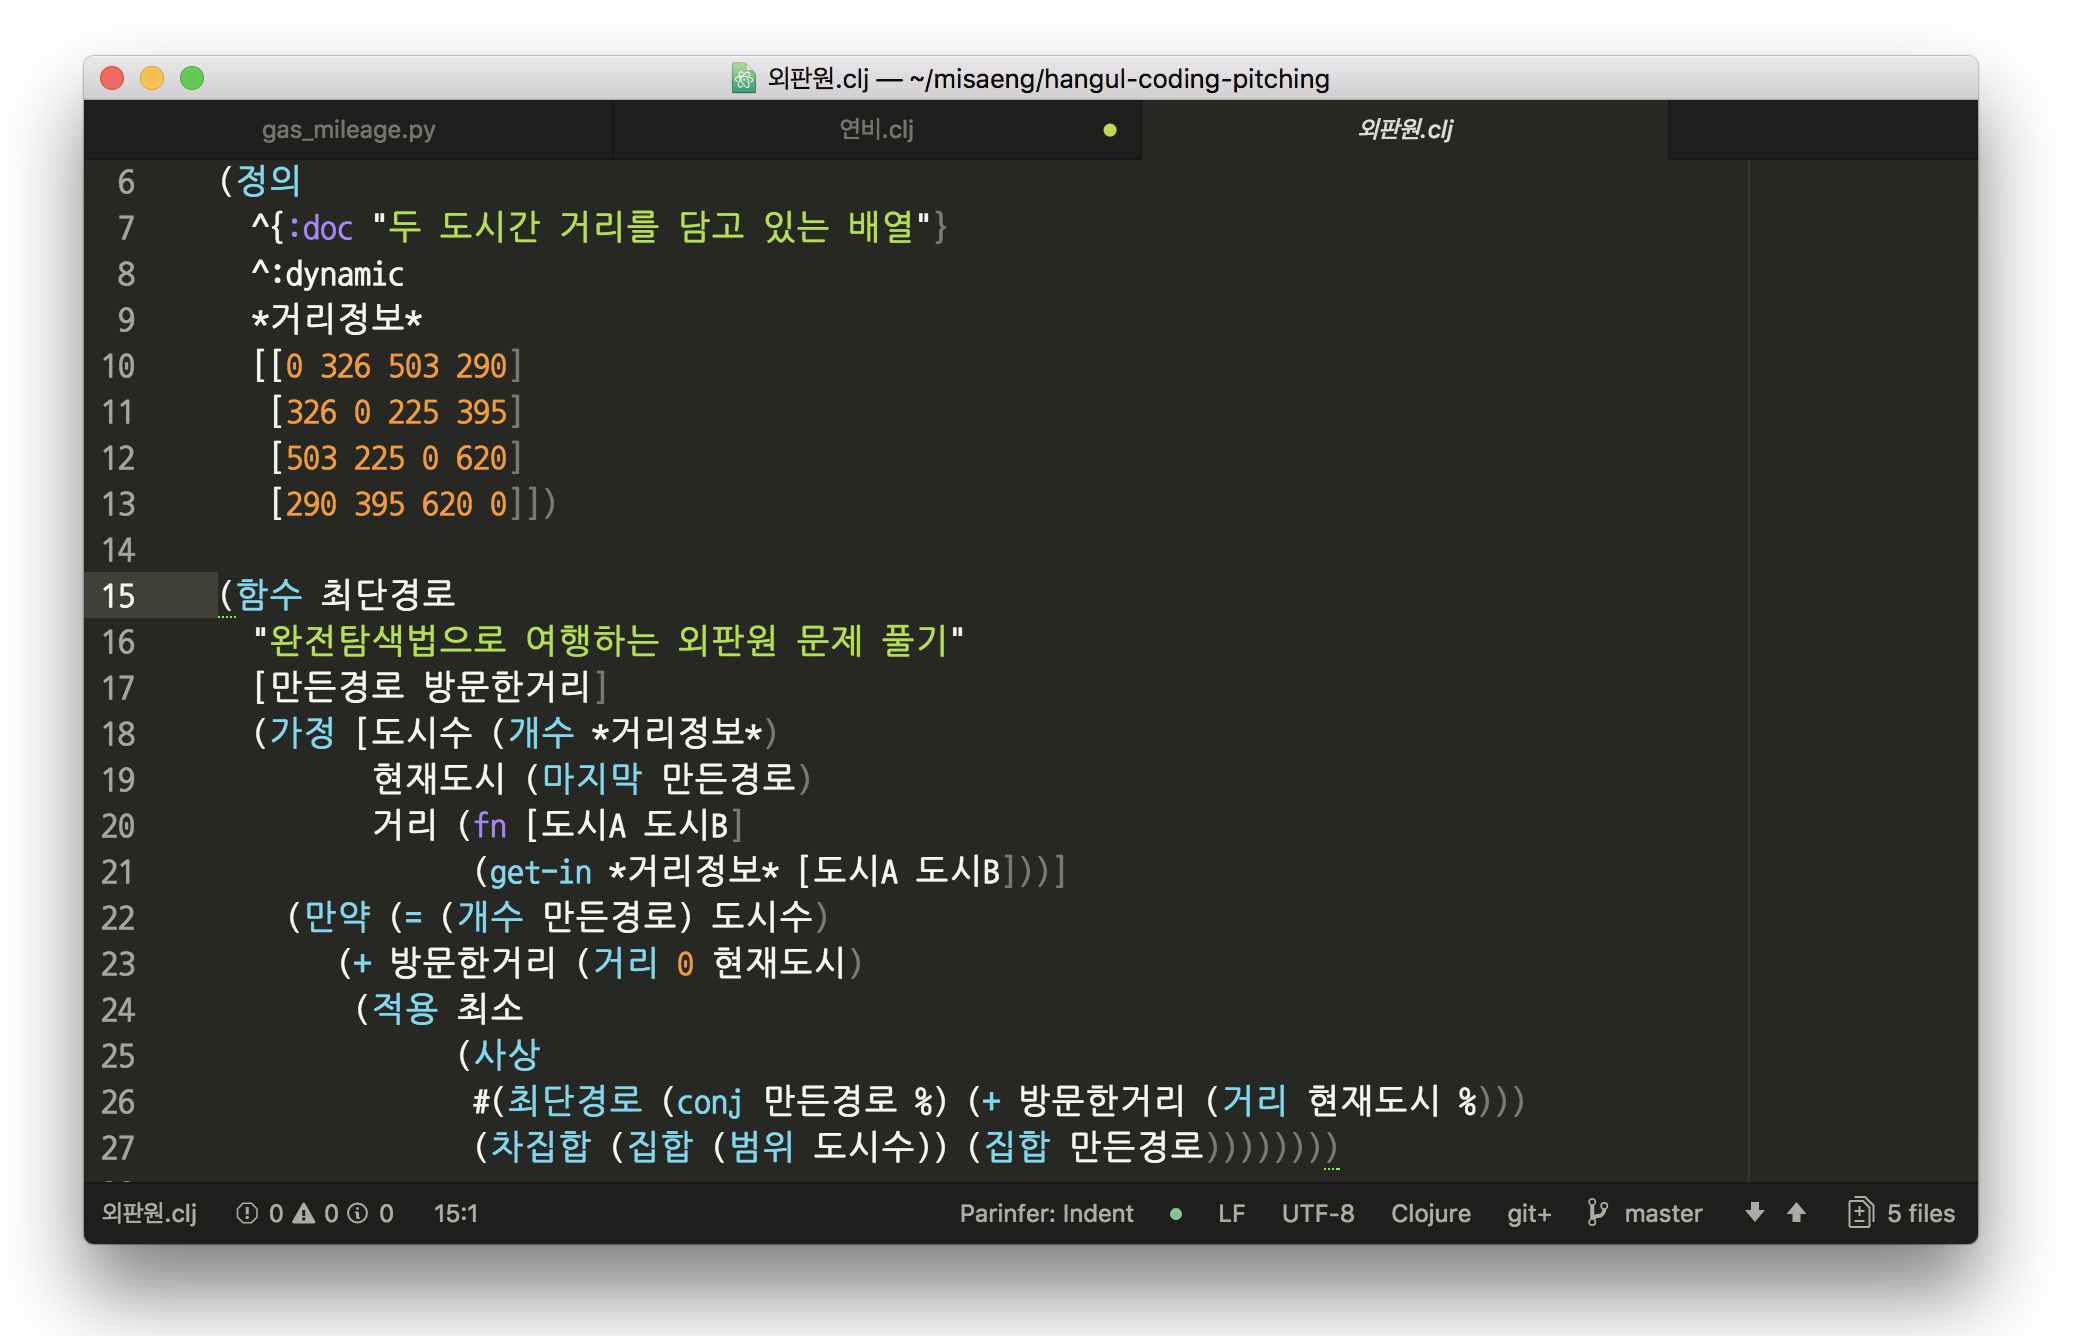 외판원.clj — ~/misaeng/hangul-coding-pitching
gas_mileage.py 연비.clj 외판원.clj
6 (정의
7 ^{:doc "두 도시간 거리를 담고 있는 배열"}
8 ^:dynamic
9 *거리정보*
10 [[0 326 503 290]
11 [326 0 225 395]
12 [503 225 0 620]
13 [290 395 620 0]])
14
15 (함수 최단경로
16 "완전탐색법으로 여행하는 외판원 문제 풀기"
17 [만든경로 방문한거리]
18 (가정 [도시수 (개수 *거리정보*)
19 현재도시 (마지막 만든경로)
20 거리 (fn [도시A 도시B]
21 (get-in *거리정보* [도시A 도시B]))]
22 (만약 (= (개수 만든경로) 도시수)
23 (+ 방문한거리 (거리 0 현재도시)
24 (적용 최소
25 (사상
26 #(최단경로 (conj 만든경로 %) (+ 방문한거리 (거리 현재도시 %)))
27 (차집합 (집합 (범위 도시수)) (집합 만든경로))))))))
외판원.clj 0 0 0 15:1 Parinfer: Indent LF UTF-8 Clojure git+ master 5 files